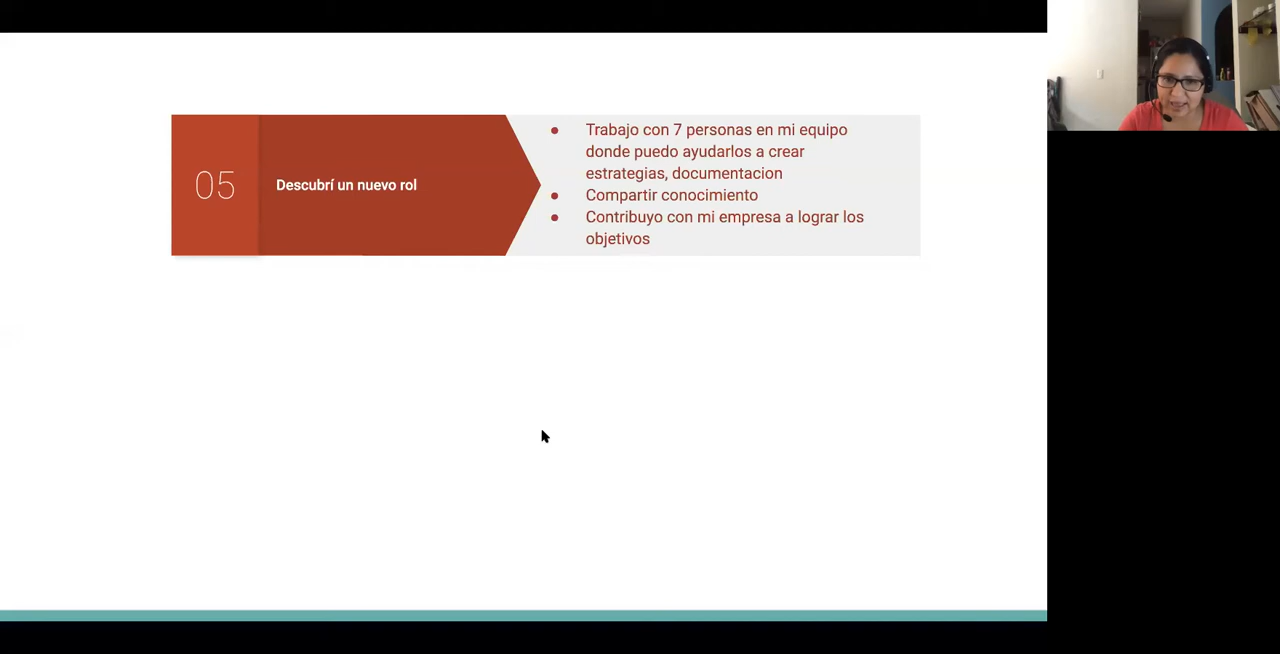 05
Descubrí un nuevo rol
● Trabajo con 7 personas en mi equipo
donde puedo ayudarlos a crear
estrategias, documentacion
● Compartir conocimiento
● Contribuyo con mi empresa a lograr los
objetivos